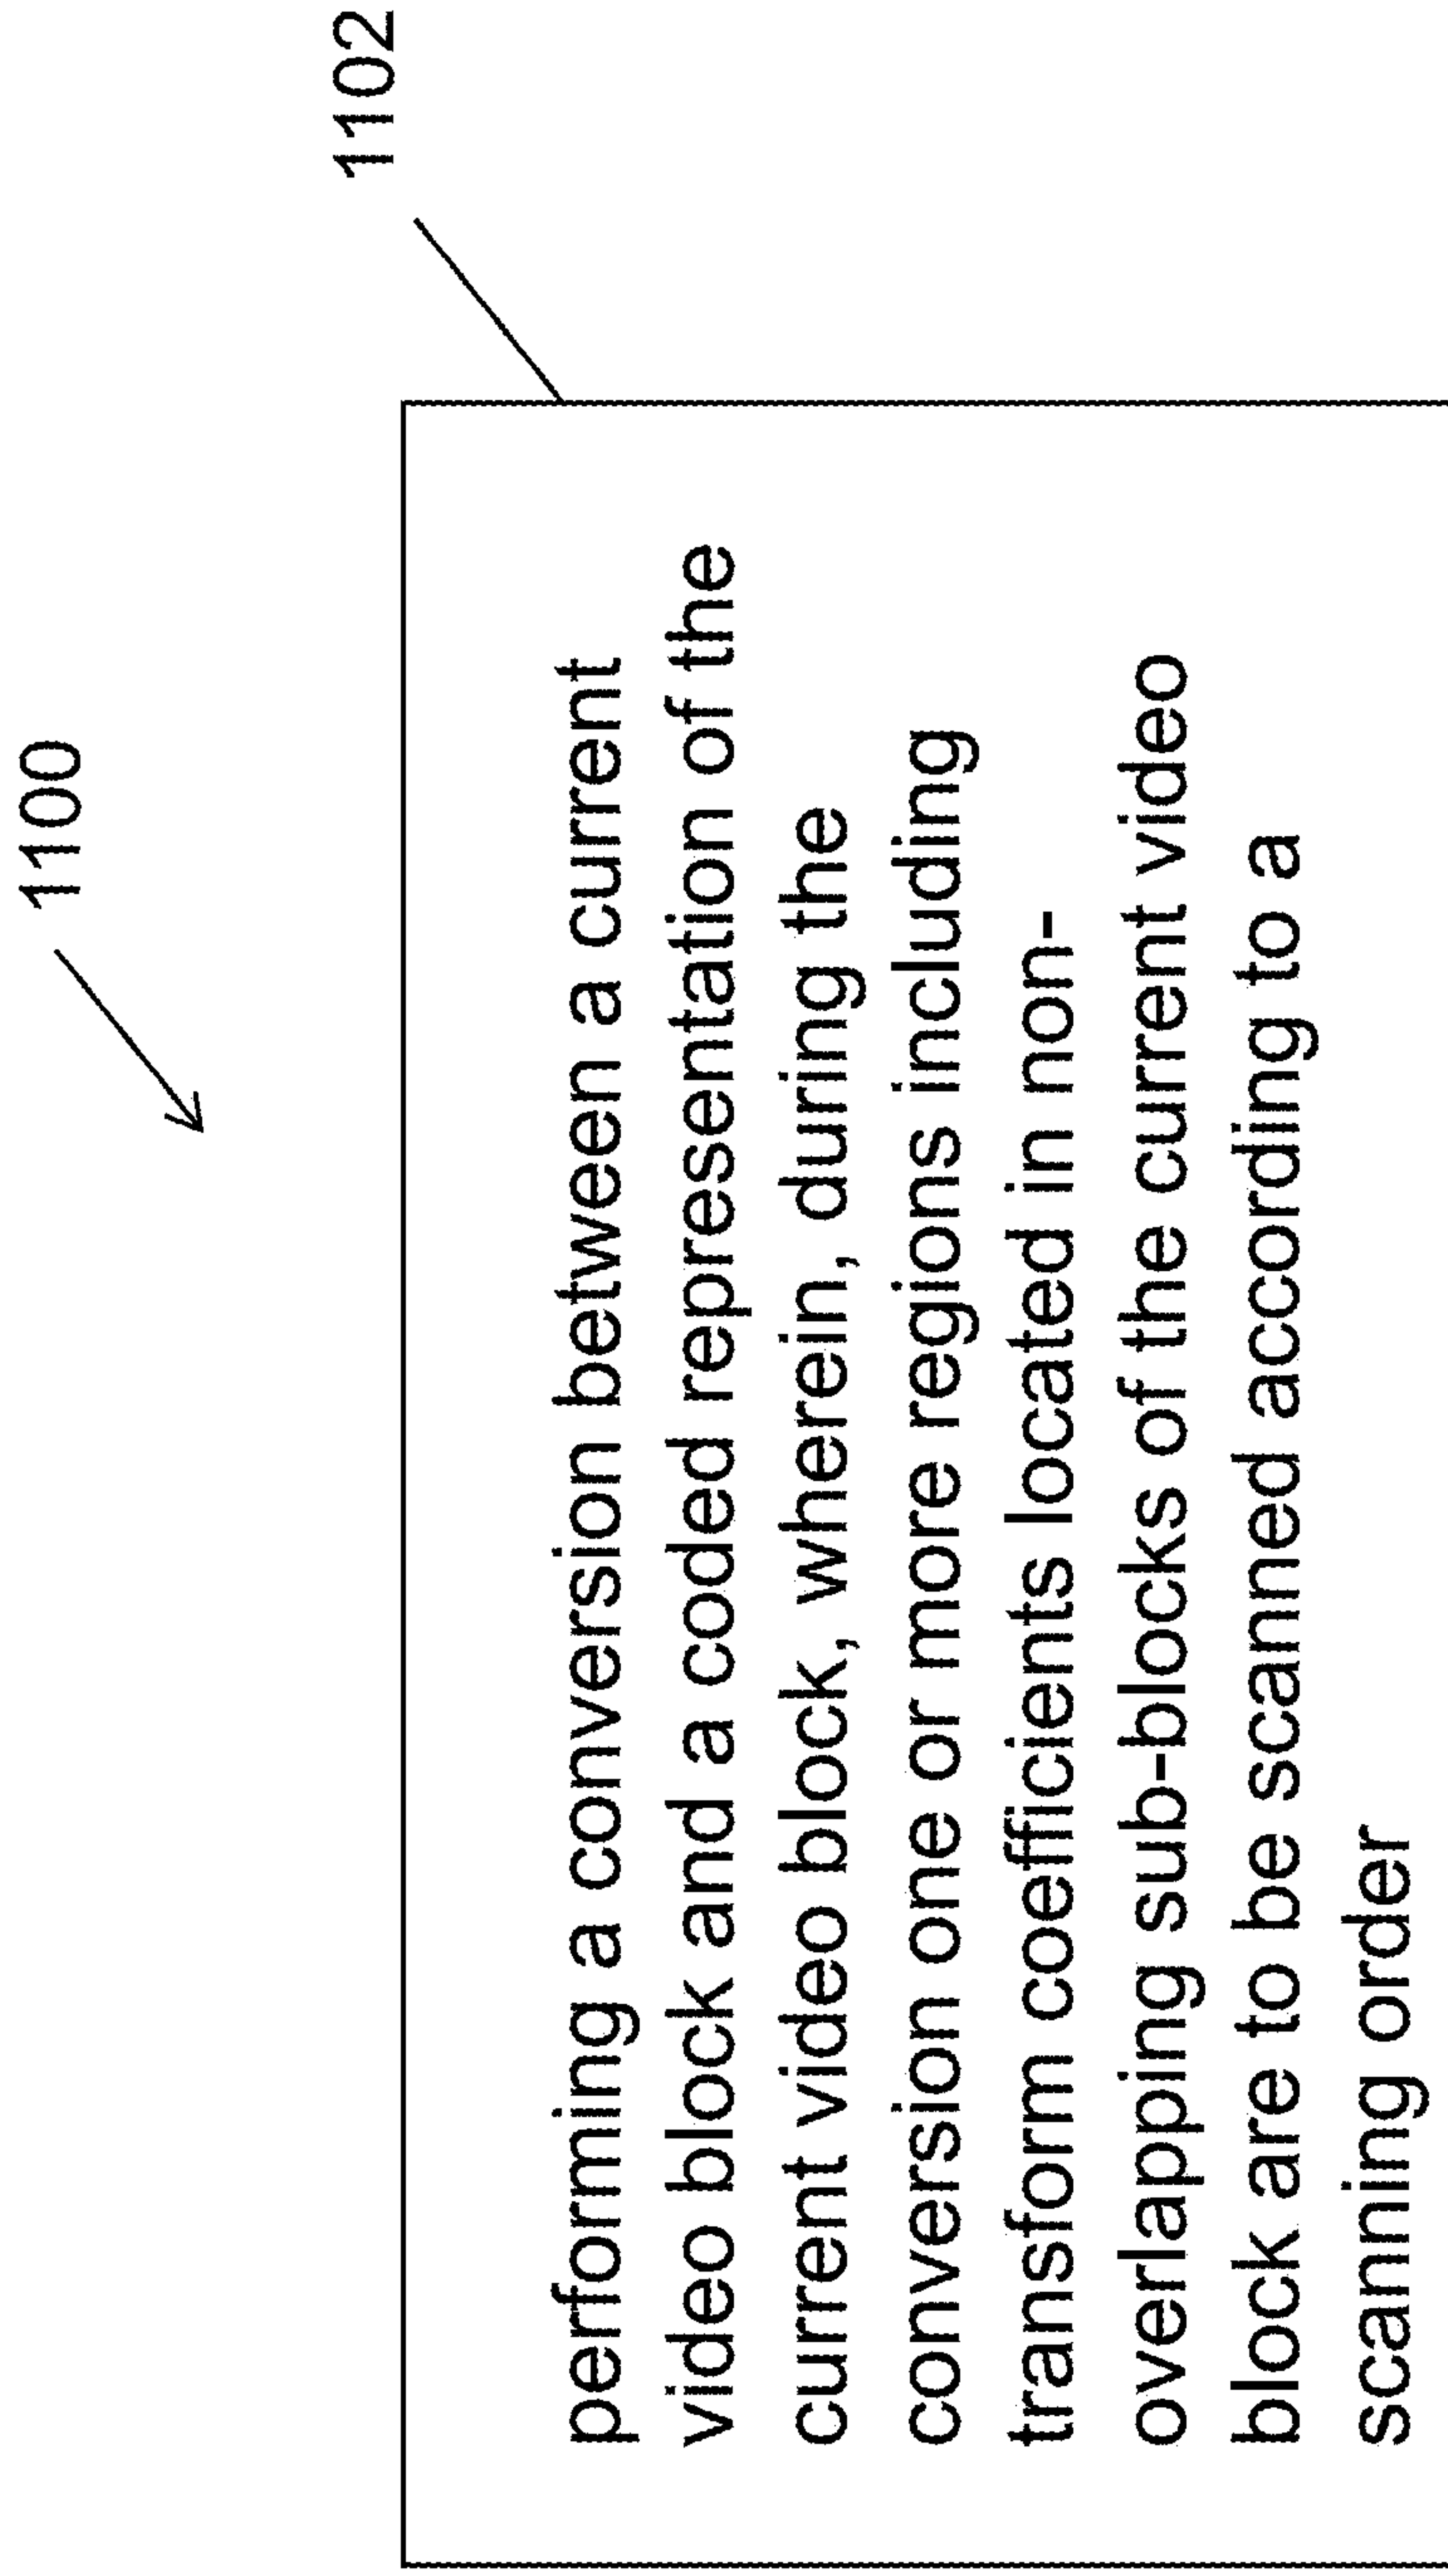 1100
1102
performing a conversion between a current
video block and a coded representation of the
current video block, wherein, during the
conversion one or more regions including
transform coefficients located in non-
overlapping sub-blocks of the current video
block are to be scanned according to a
scanning order